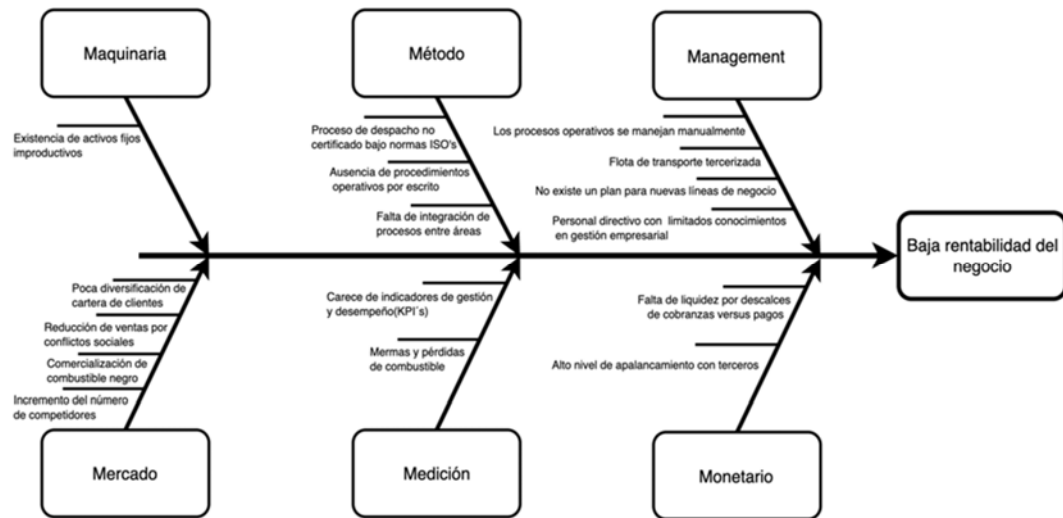 Maquinaria
Método
Management
Existencia de activos fijos
improductivos
Proceso de despacho no
certificado bajo normas ISO's
Ausencia de procedimientos
operativos por escrito
Falta de integración de
procesos entre áreas
Los procesos operativos se manejan manualmente
Flota de transporte tercerizada
No existe un plan para nuevas líneas de negocio
Personal directivo con limitados conocimientos
en gestión empresarial
Baja rentabilidad del
negocio
Poca diversificación de
cartera de clientes
Reducción de ventas por
conflictos sociales
Comercialización de
combustible negro
Incremento del número
de competidores
Carece de indicadores de gestión
y desempeño(KPI´s)
Mermas y pérdidas
de combustible
Falta de liquidez por descalces
de cobranzas versus pagos
Alto nivel de apalancamiento con terceros
Mercado
Medición
Monetario